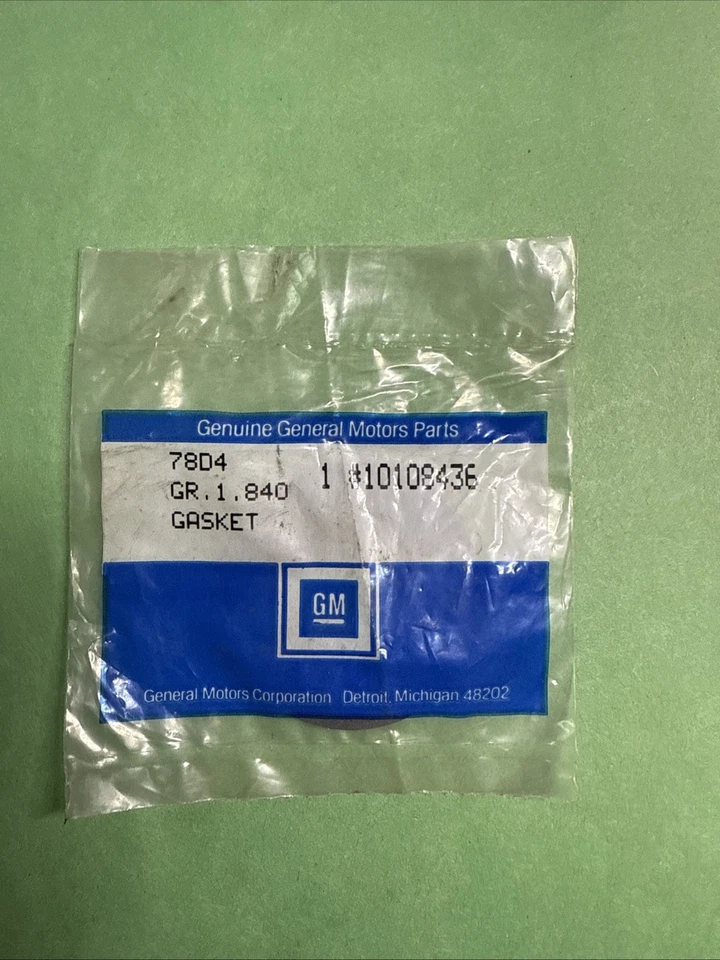 Genuine General Motors Parts
78D4
GR.1.840
GASKET
1 #10108436
GM
General Motors Corporation Detroit, Michigan 48202